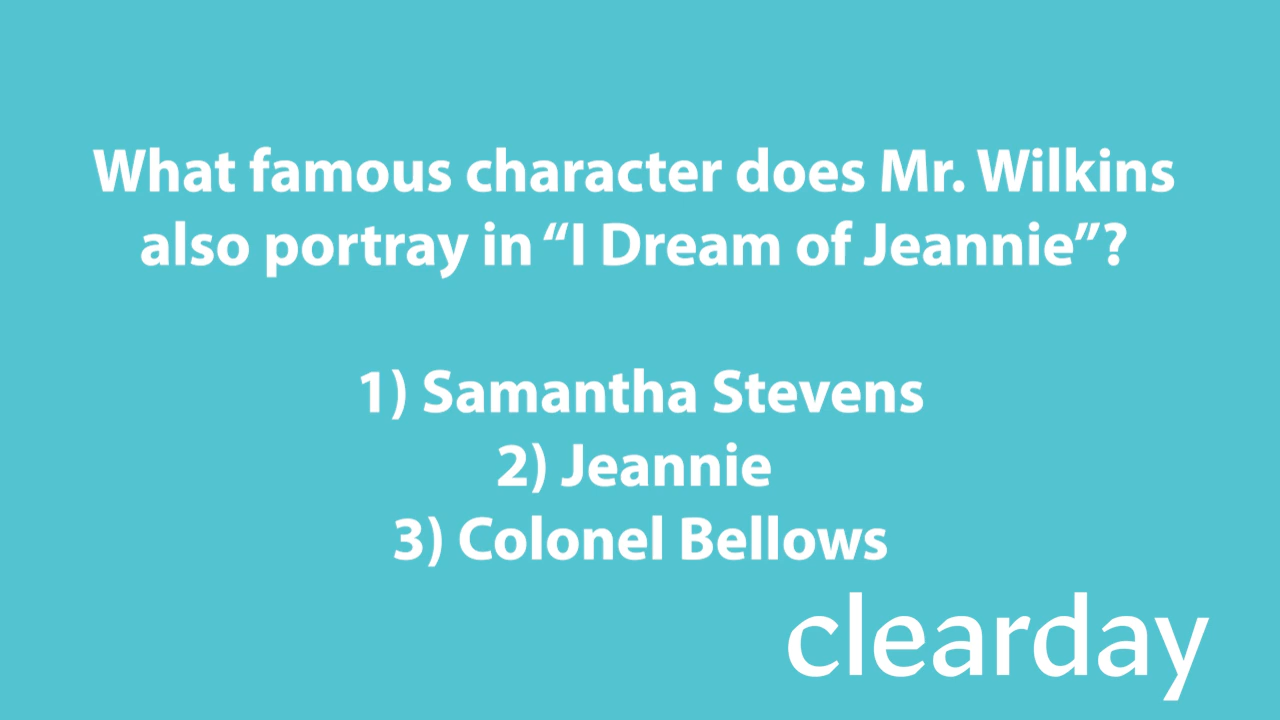 What famous character does Mr. Wilkins
also portray in “I Dream of Jeannie”?
1) Samantha Stevens
2) Jeannie
3) Colonel Bellows
clearday